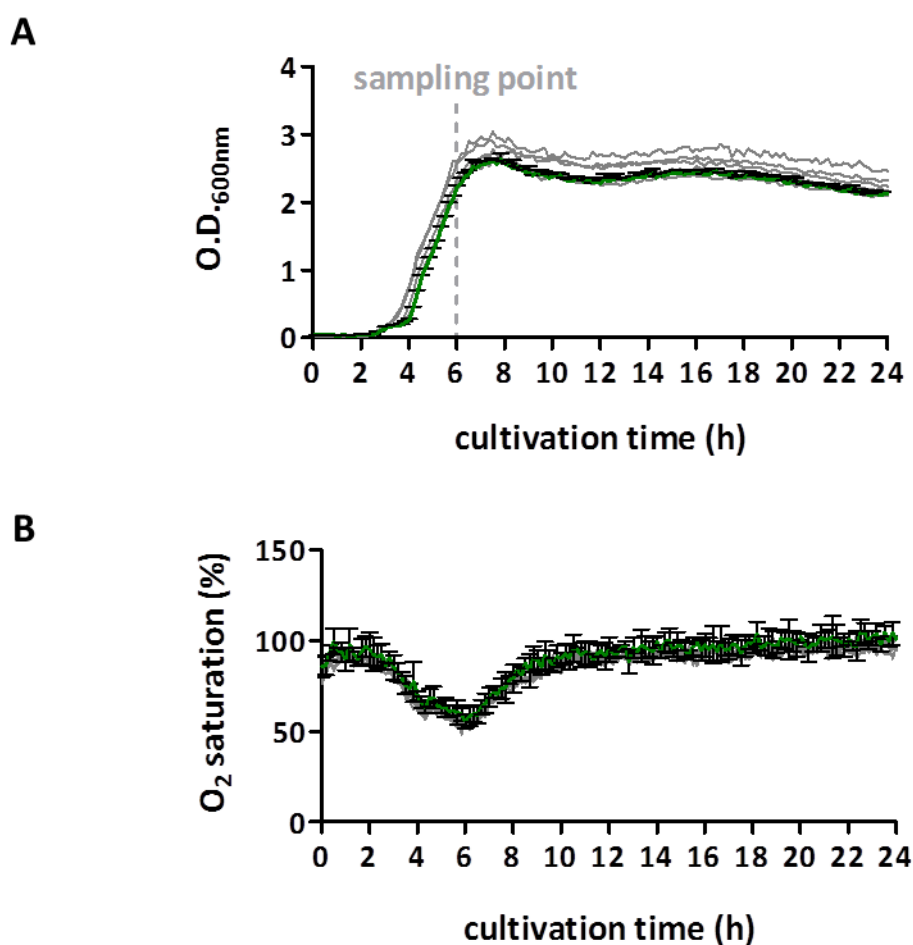 A
sampling point
4
3
2
1
0
O.D.600nm
0 2 4 6 8 10 12 14 16 18 20 22 24
cultivation time (h)
B
150
100
50
0
O2 saturation (%)
0 2 4 6 8 10 12 14 16 18 20 22 24
cultivation time (h)